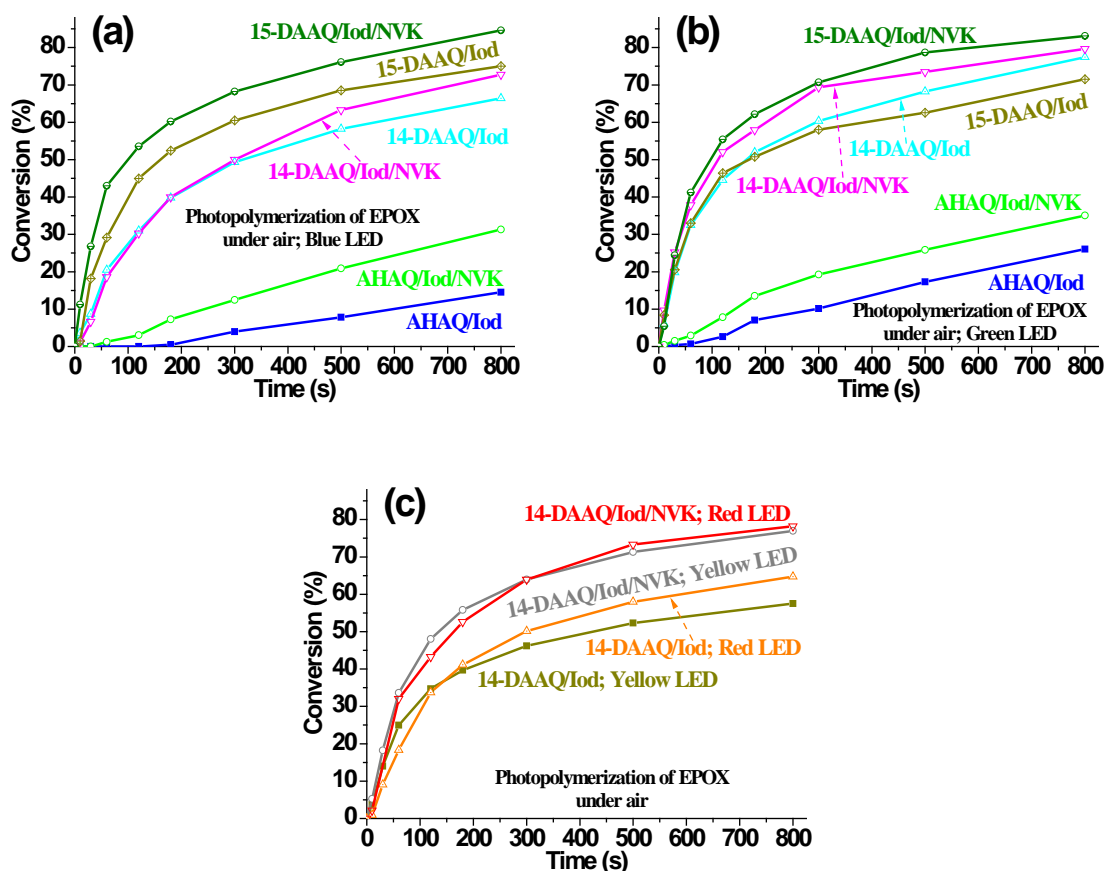 (a)
15-DAAQ/Iod/NVK
15-DAAQ/Iod
14-DAAQ/Iod
14-DAAQ/Iod/NVK
Photopolymerization of EPOX
under air; Blue LED
AHAQ/Iod/NVK
AHAQ/Iod
Conversion (%)
0 10 20 30 40 50 60 70 80
0 100 200 300 400 500 600 700 800
Time (s)
(b)
15-DAAQ/Iod/NVK
15-DAAQ/Iod
14-DAAQ/Iod
14-DAAQ/Iod/NVK
AHAQ/Iod/NVK
AHAQ/Iod
Photopolymerization of EPOX
under air; Green LED
Conversion (%)
0 10 20 30 40 50 60 70 80
0 100 200 300 400 500 600 700 800
Time (s)
(c)
14-DAAQ/Iod/NVK; Red LED
14-DAAQ/Iod/NVK; Yellow LED
14-DAAQ/Iod; Red LED
14-DAAQ/Iod; Yellow LED
Photopolymerization of EPOX
under air
Conversion (%)
0 10 20 30 40 50 60 70 80
0 100 200 300 400 500 600 700 800
Time (s)